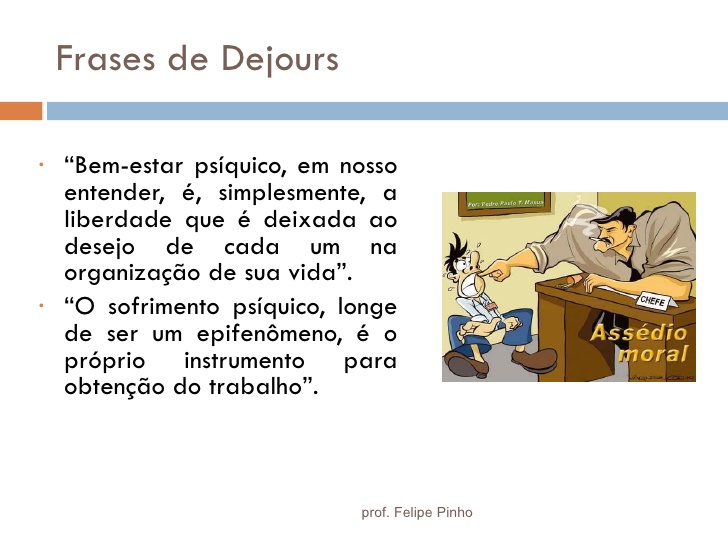 Frases de Dejours
• “Bem-estar psíquico, em nosso
entender, é, simplesmente, a
liberdade que é deixada ao
desejo de cada um na
organização de sua vida”.
• “O sofrimento psíquico, longe
de ser um epifenômeno, é o
próprio instrumento para
obtenção do trabalho”.
Por: Pedro Paulo T. Manus
CHEFE
Assédio
moral
prof. Felipe Pinho